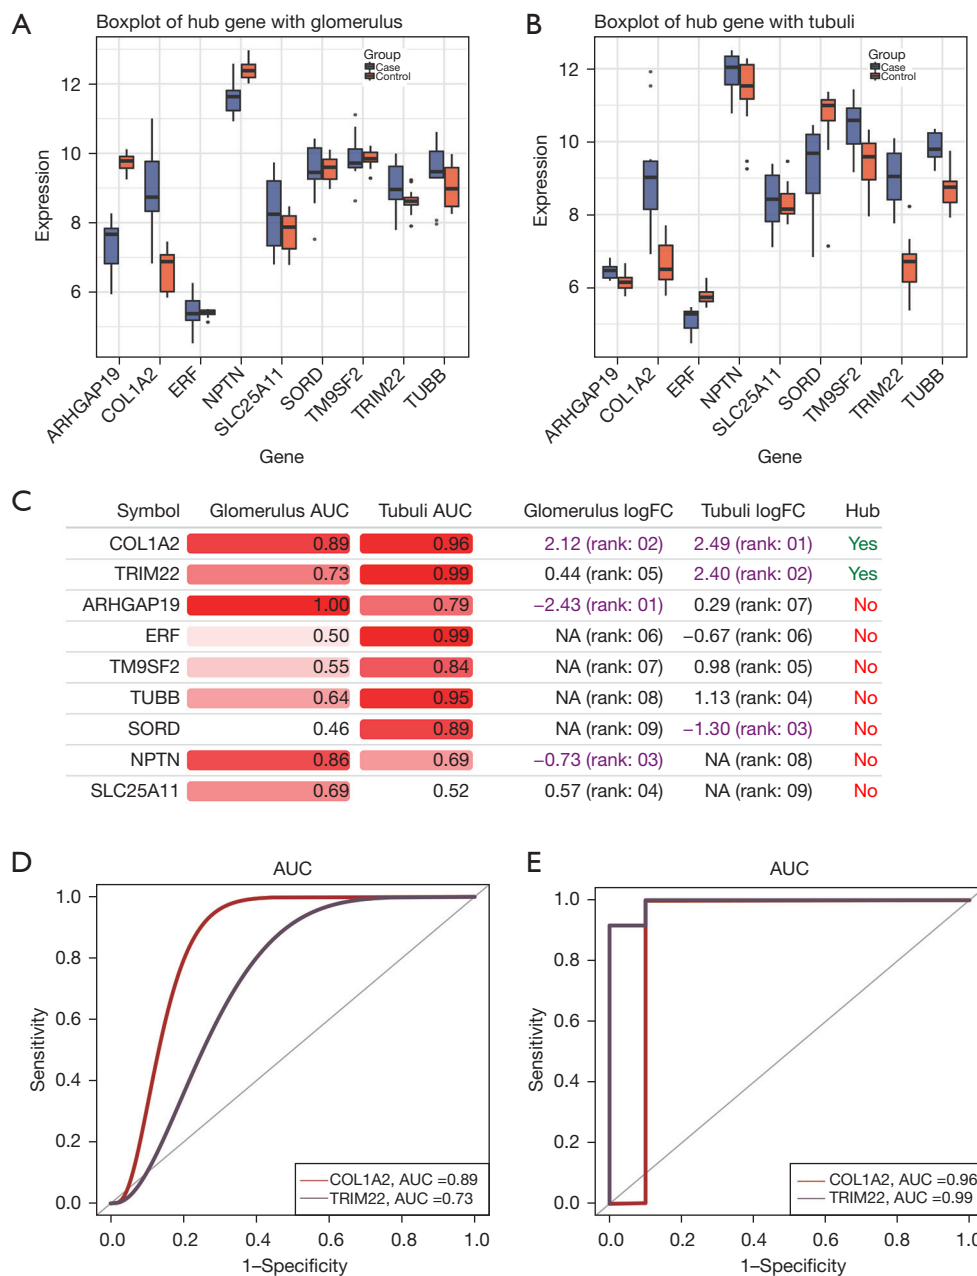 A
Boxplot of hub gene with glomerulus
Group
Case
Control
12
10
8
6
Expression
ARHGAP19
COL1A2
ERF
NPTN
SLC25A11
SORD
TM9SF2
TRIM22
TUBB
Gene
B
Boxplot of hub gene with tubuli
Group
Case
Control
12
10
8
6
Expression
ARHGAP19
COL1A2
ERF
NPTN
SLC25A11
SORD
TM9SF2
TRIM22
TUBB
Gene
C
Symbol Glomerulus AUC Tubuli AUC Glomerulus logFC Tubuli logFC Hub
COL1A2 0.89 0.96 2.12 (rank: 02) 2.49 (rank: 01) Yes
TRIM22 0.73 0.99 0.44 (rank: 05) 2.40 (rank: 02) Yes
ARHGAP19 1.00 0.79 −2.43 (rank: 01) 0.29 (rank: 07) No
ERF 0.50 0.99 NA (rank: 06) −0.67 (rank: 06) No
TM9SF2 0.55 0.84 NA (rank: 07) 0.98 (rank: 05) No
TUBB 0.64 0.95 NA (rank: 08) 1.13 (rank: 04) No
SORD 0.46 0.89 NA (rank: 09) −1.30 (rank: 03) No
NPTN 0.86 0.69 −0.73 (rank: 03) NA (rank: 08) No
SLC25A11 0.69 0.52 0.57 (rank: 04) NA (rank: 09) No
D
AUC
1.0
0.8
0.6
0.4
0.2
0.0
Sensitivity
COL1A2, AUC =0.89
TRIM22, AUC =0.73
0.0 0.2 0.4 0.6 0.8 1.0
1–Specificity
E
AUC
1.0
0.8
0.6
0.4
0.2
0.0
Sensitivity
COL1A2, AUC =0.96
TRIM22, AUC =0.99
0.0 0.2 0.4 0.6 0.8 1.0
1–Specificity